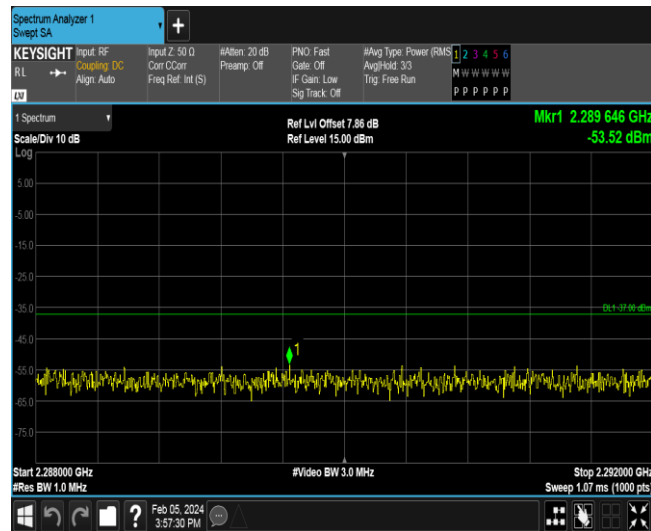 Spectrum Analyzer 1
Swept SA
+
KEYSIGHT
RL
LXI
Input: RF
Coupling: DC
Align: Auto
Input Z: 50 Ω
Corr CCorr
Freq Ref: Int (S)
#Atten: 20 dB
Preamp: Off
PNO: Fast
Gate: Off
IF Gain: Low
Sig Track: Off
#Avg Type: Power (RMS
Avg|Hold: 3/3
Trig: Free Run
1 2 3 4 5 6
M W W W W W
P P P P P P
1 Spectrum
Scale/Div 10 dB
Log
Ref Lvl Offset 7.86 dB
Ref Level 15.00 dBm
Mkr1 2.289 646 GHz
-53.52 dBm
5.00
-5.00
-15.0
-25.0
-35.0
-45.0
-55.0
-65.0
-75.0
DL1 -37.00 dBm
1
Start 2.288000 GHz
#Res BW 1.0 MHz
#Video BW 3.0 MHz
Stop 2.292000 GHz
Sweep 1.07 ms (1000 pts)
?
Feb 05, 2024
3:57:30 PM